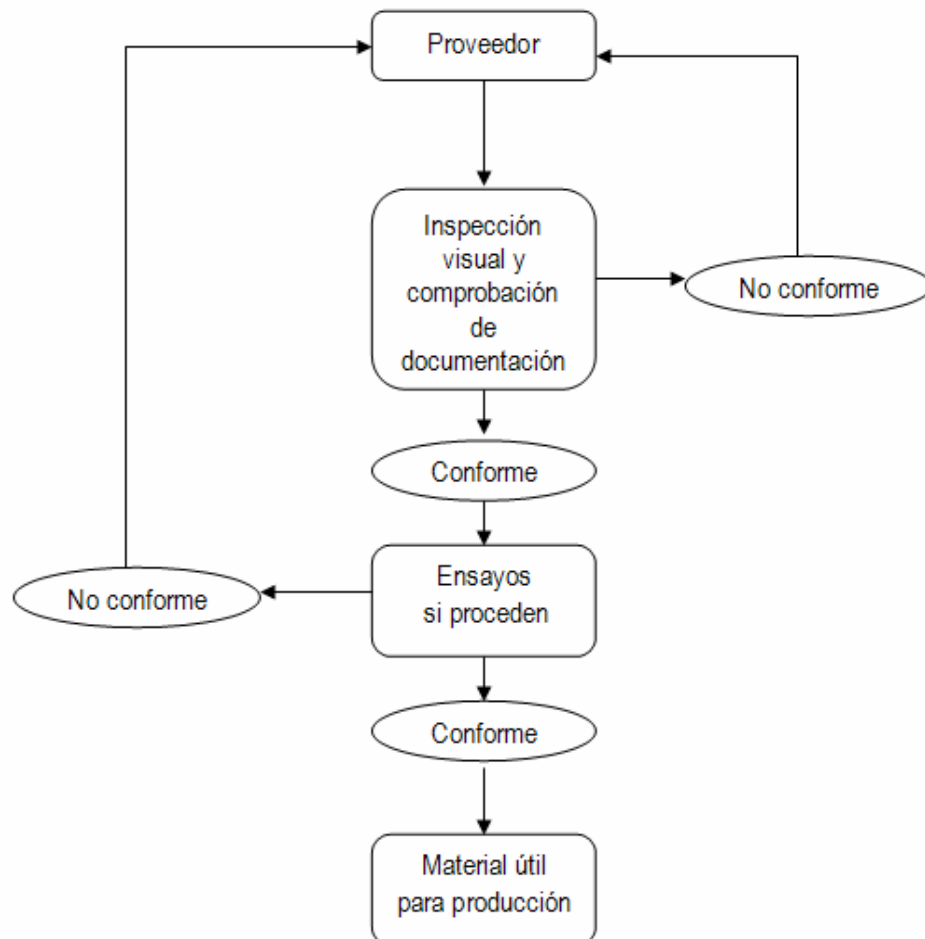 Proveedor
Inspección
visual y
comprobación
de
documentación
No conforme
Conforme
Ensayos
si proceden
No conforme
Conforme
Material útil
para producción